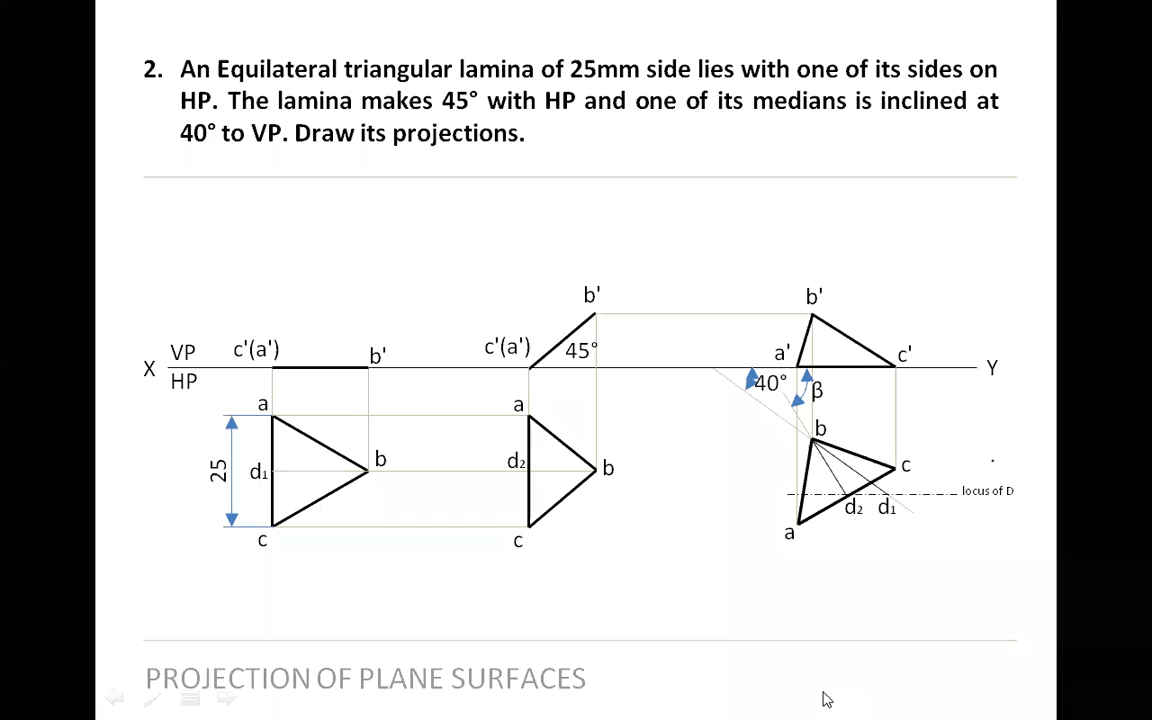 2. An Equilateral triangular lamina of 25mm side lies with one of its sides on
HP. The lamina makes 45° with HP and one of its medians is inclined at
40° to VP. Draw its projections.
b' b'
X VP c'(a') b' c'(a') 45° a' c' Y
HP 40° β
a a b
25 d1 b d2 b c
locus of D
d2 d1
c c a
PROJECTION OF PLANE SURFACES